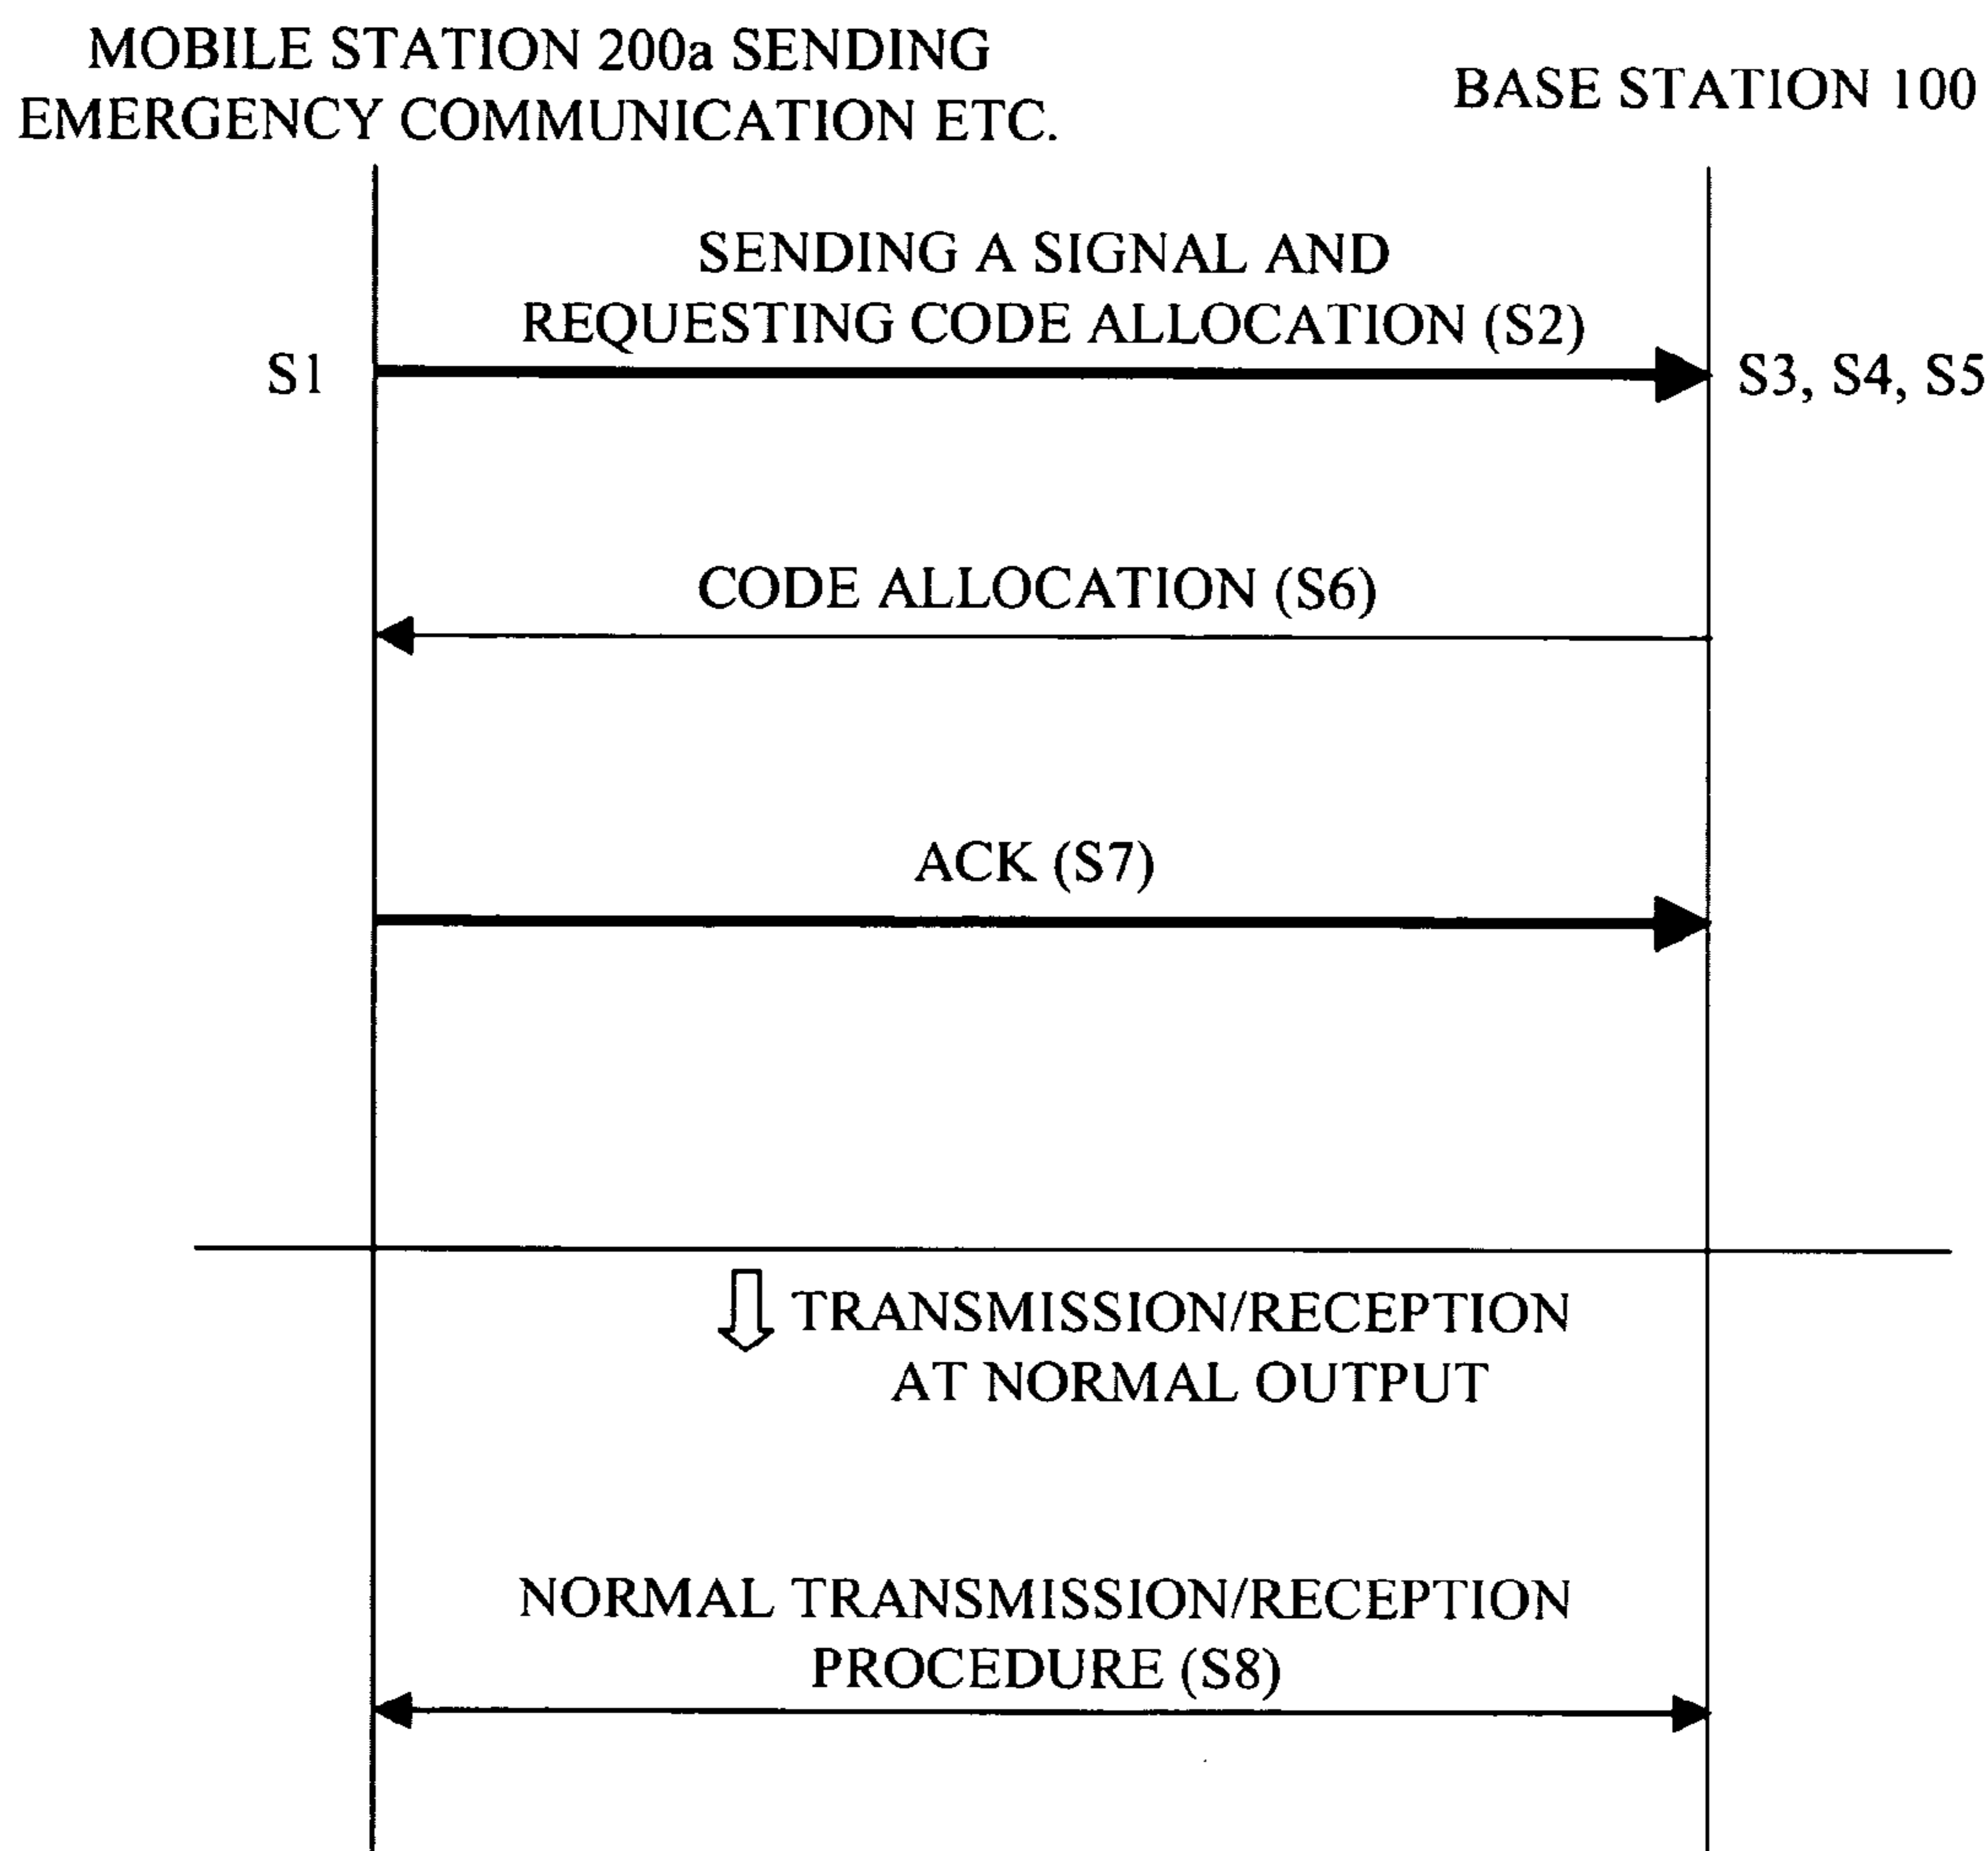 MOBILE STATION 200a SENDING
EMERGENCY COMMUNICATION ETC.
BASE STATION 100
SENDING A SIGNAL AND
REQUESTING CODE ALLOCATION (S2)
S1
S3, S4, S5
CODE ALLOCATION (S6)
ACK (S7)
TRANSMISSION/RECEPTION
AT NORMAL OUTPUT
NORMAL TRANSMISSION/RECEPTION
PROCEDURE (S8)